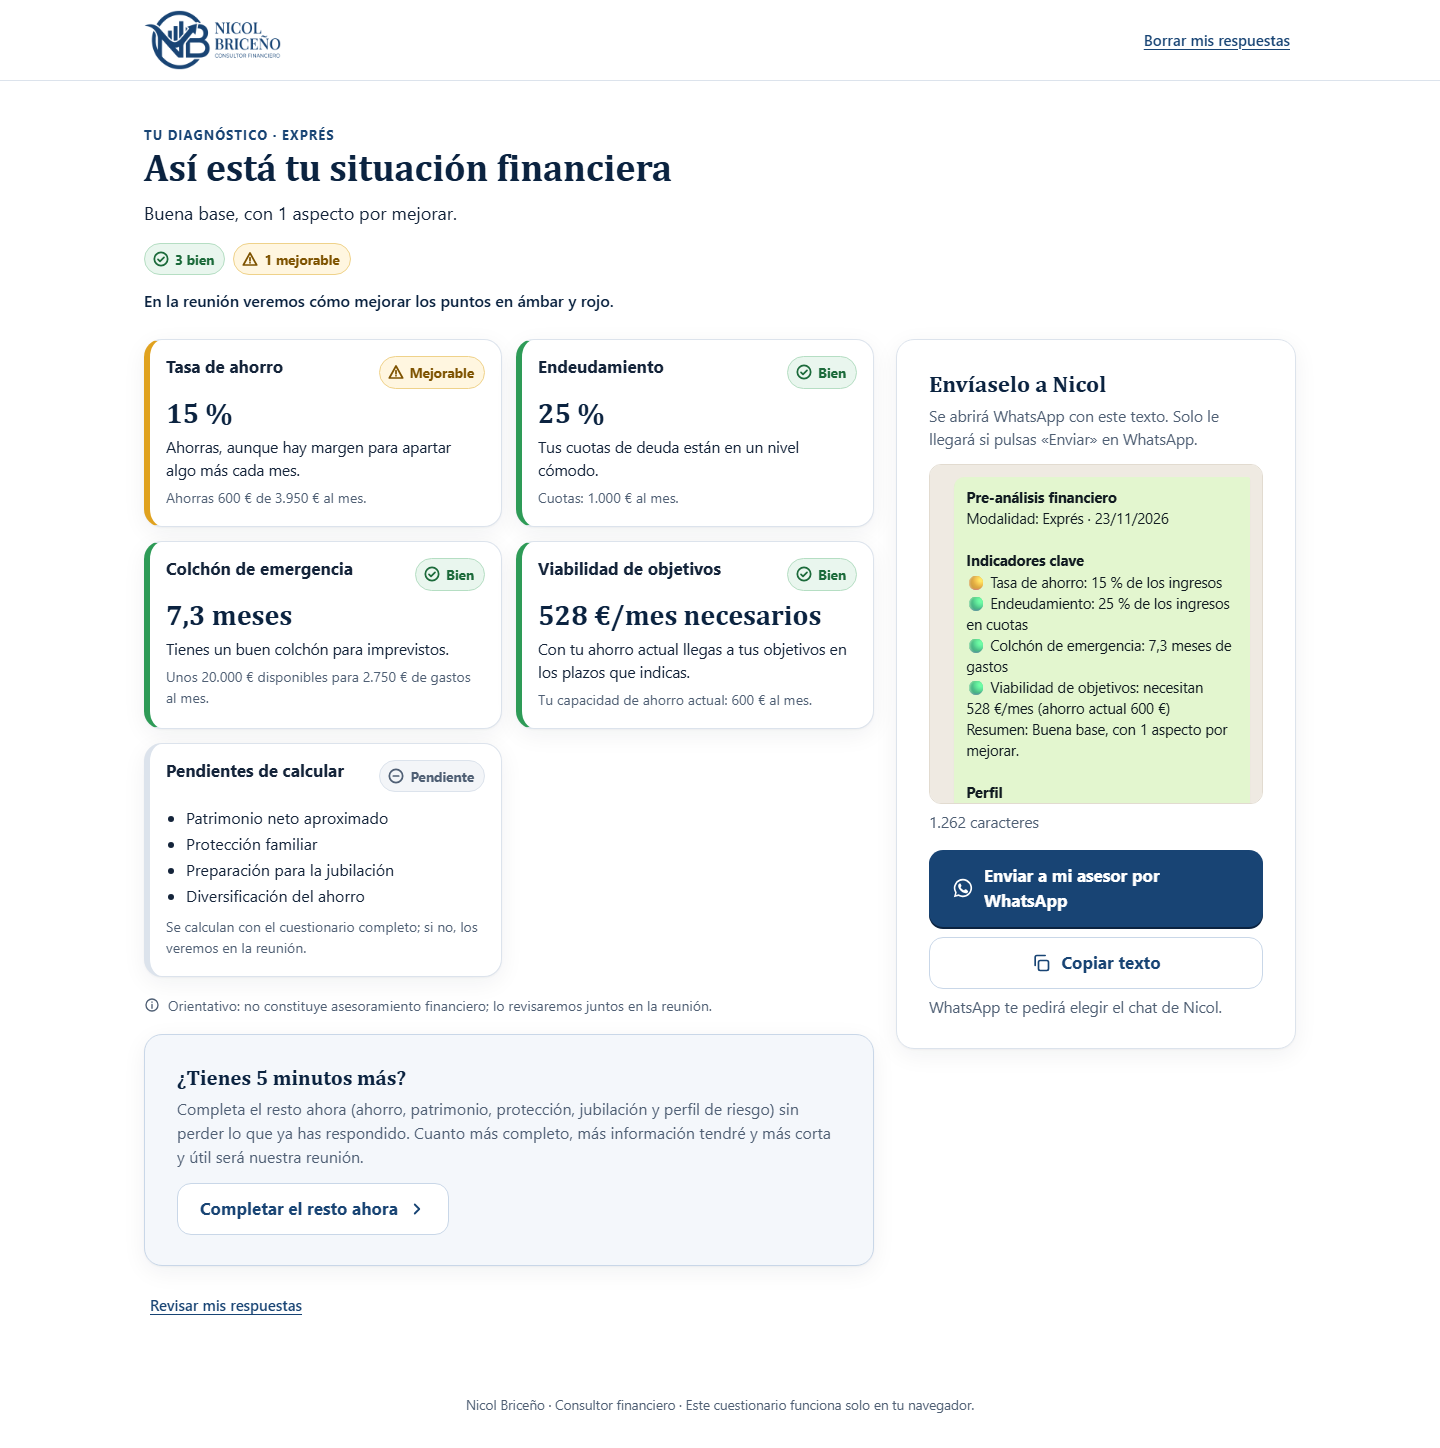 NICOL
BRICEÑO
CONSULTOR FINANCIERO
Borrar mis respuestas
TU DIAGNÓSTICO · EXPRÉS
Así está tu situación financiera
Buena base, con 1 aspecto por mejorar.
3 bien
1 mejorable
En la reunión veremos cómo mejorar los puntos en ámbar y rojo.
Tasa de ahorro
Mejorable
15 %
Ahorras, aunque hay margen para apartar
algo más cada mes.
Ahorras 600 € de 3.950 € al mes.
Endeudamiento
Bien
25 %
Tus cuotas de deuda están en un nivel
cómodo.
Cuotas: 1.000 € al mes.
Colchón de emergencia
Bien
7,3 meses
Tienes un buen colchón para imprevistos.
Unos 20.000 € disponibles para 2.750 € de gastos
al mes.
Viabilidad de objetivos
Bien
528 €/mes necesarios
Con tu ahorro actual llegas a tus objetivos en
los plazos que indicas.
Tu capacidad de ahorro actual: 600 € al mes.
Pendientes de calcular
Pendiente
Patrimonio neto aproximado
Protección familiar
Preparación para la jubilación
Diversificación del ahorro
Se calculan con el cuestionario completo; si no, los
veremos en la reunión.
Orientativo: no constituye asesoramiento financiero; lo revisaremos juntos en la reunión.
¿Tienes 5 minutos más?
Completa el resto ahora (ahorro, patrimonio, protección, jubilación y perfil de riesgo) sin
perder lo que ya has respondido. Cuanto más completo, más información tendré y más corta
y útil será nuestra reunión.
Completar el resto ahora
Revisar mis respuestas
Envíaselo a Nicol
Se abrirá WhatsApp con este texto. Solo le
llegará si pulsas «Enviar» en WhatsApp.
Pre-análisis financiero
Modalidad: Exprés · 23/11/2026
Indicadores clave
Tasa de ahorro: 15 % de los ingresos
Endeudamiento: 25 % de los ingresos
en cuotas
Colchón de emergencia: 7,3 meses de
gastos
Viabilidad de objetivos: necesitan
528 €/mes (ahorro actual 600 €)
Resumen: Buena base, con 1 aspecto por
mejorar.
Perfil
1.262 caracteres
Enviar a mi asesor por
WhatsApp
Copiar texto
WhatsApp te pedirá elegir el chat de Nicol.
Nicol Briceño · Consultor financiero · Este cuestionario funciona solo en tu navegador.